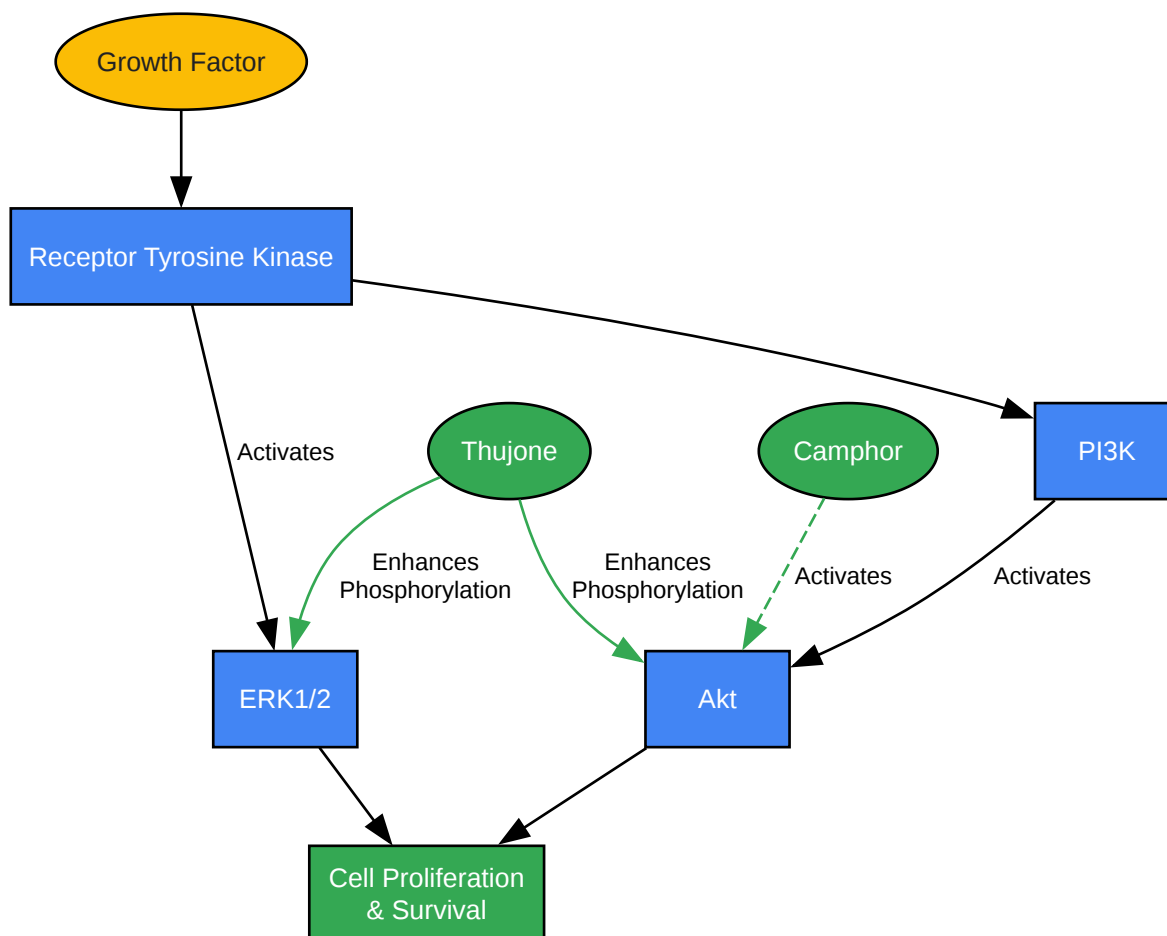 Growth Factor
Receptor Tyrosine Kinase
Activates
Thujone
Camphor
PI3K
Enhances
Phosphorylation
Enhances
Phosphorylation
Activates
Activates
ERK1/2
Akt
Cell Proliferation
& Survival